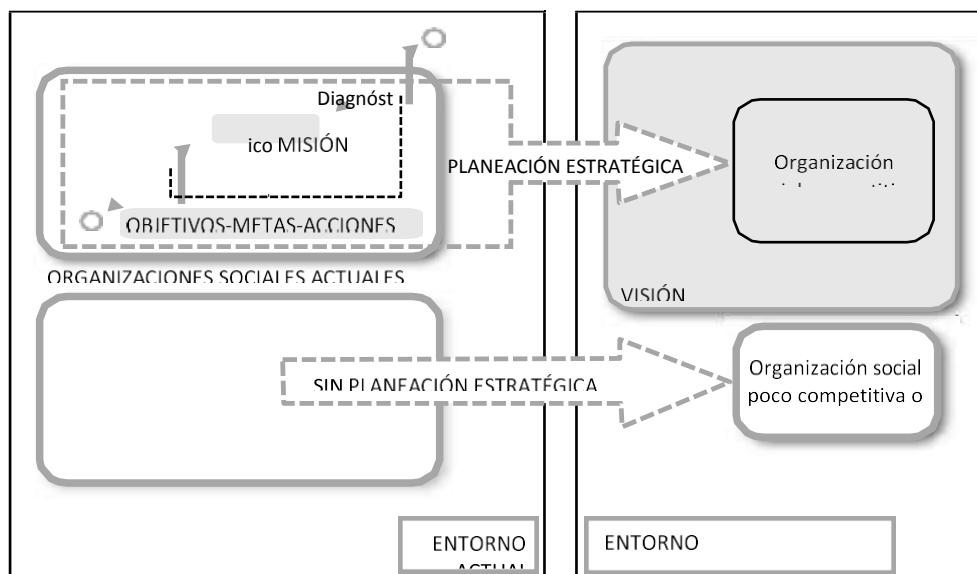 Diagnóst
ico MISIÓN
OBJETIVOS-METAS-ACCIONES
ORGANIZACIONES SOCIALES ACTUALES
PLANEACIÓN ESTRATÉGICA
Organización
VISIÓN
SIN PLANEACIÓN ESTRATÉGICA
Organización social
poco competitiva o
ENTORNO
ACTUAL
ENTORNO